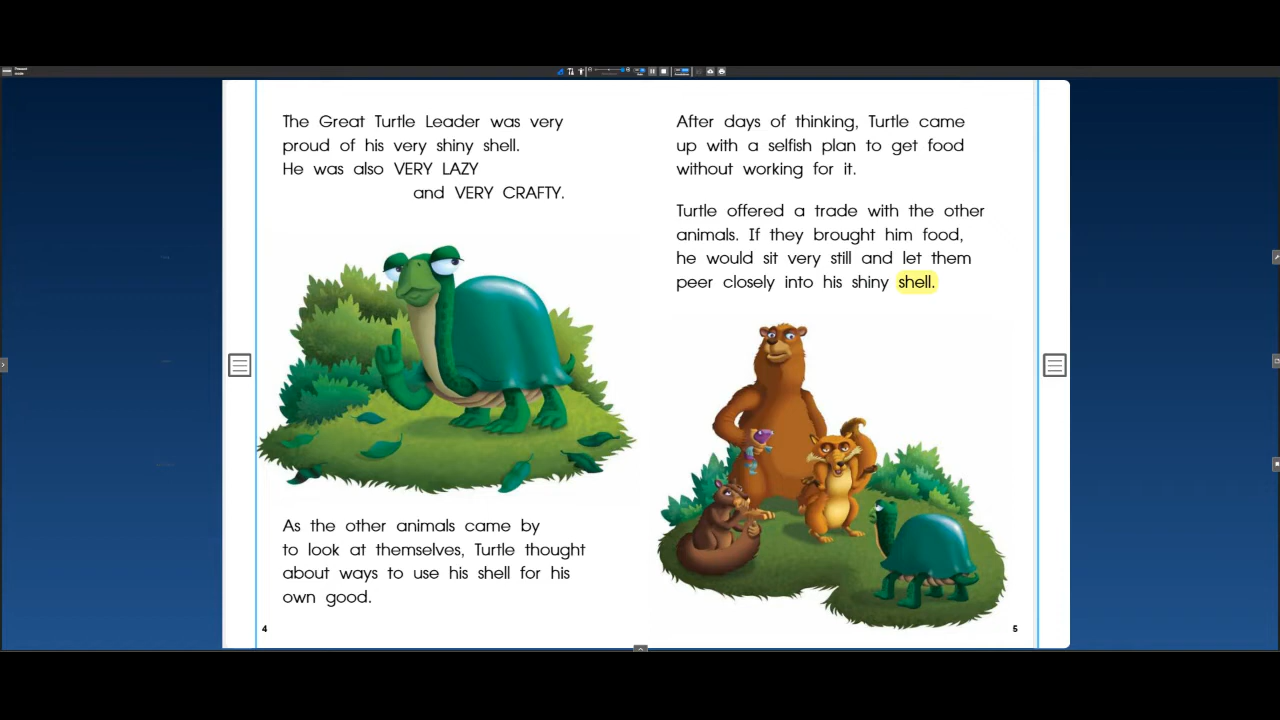 The Great Turtle Leader was very
proud of his very shiny shell.
He was also VERY LAZY
and VERY CRAFTY.
As the other animals came by
to look at themselves, Turtle thought
about ways to use his shell for his
own good.
4
After days of thinking, Turtle came
up with a selfish plan to get food
without working for it.
Turtle offered a trade with the other
animals. If they brought him food,
he would sit very still and let them
peer closely into his shiny shell.
5